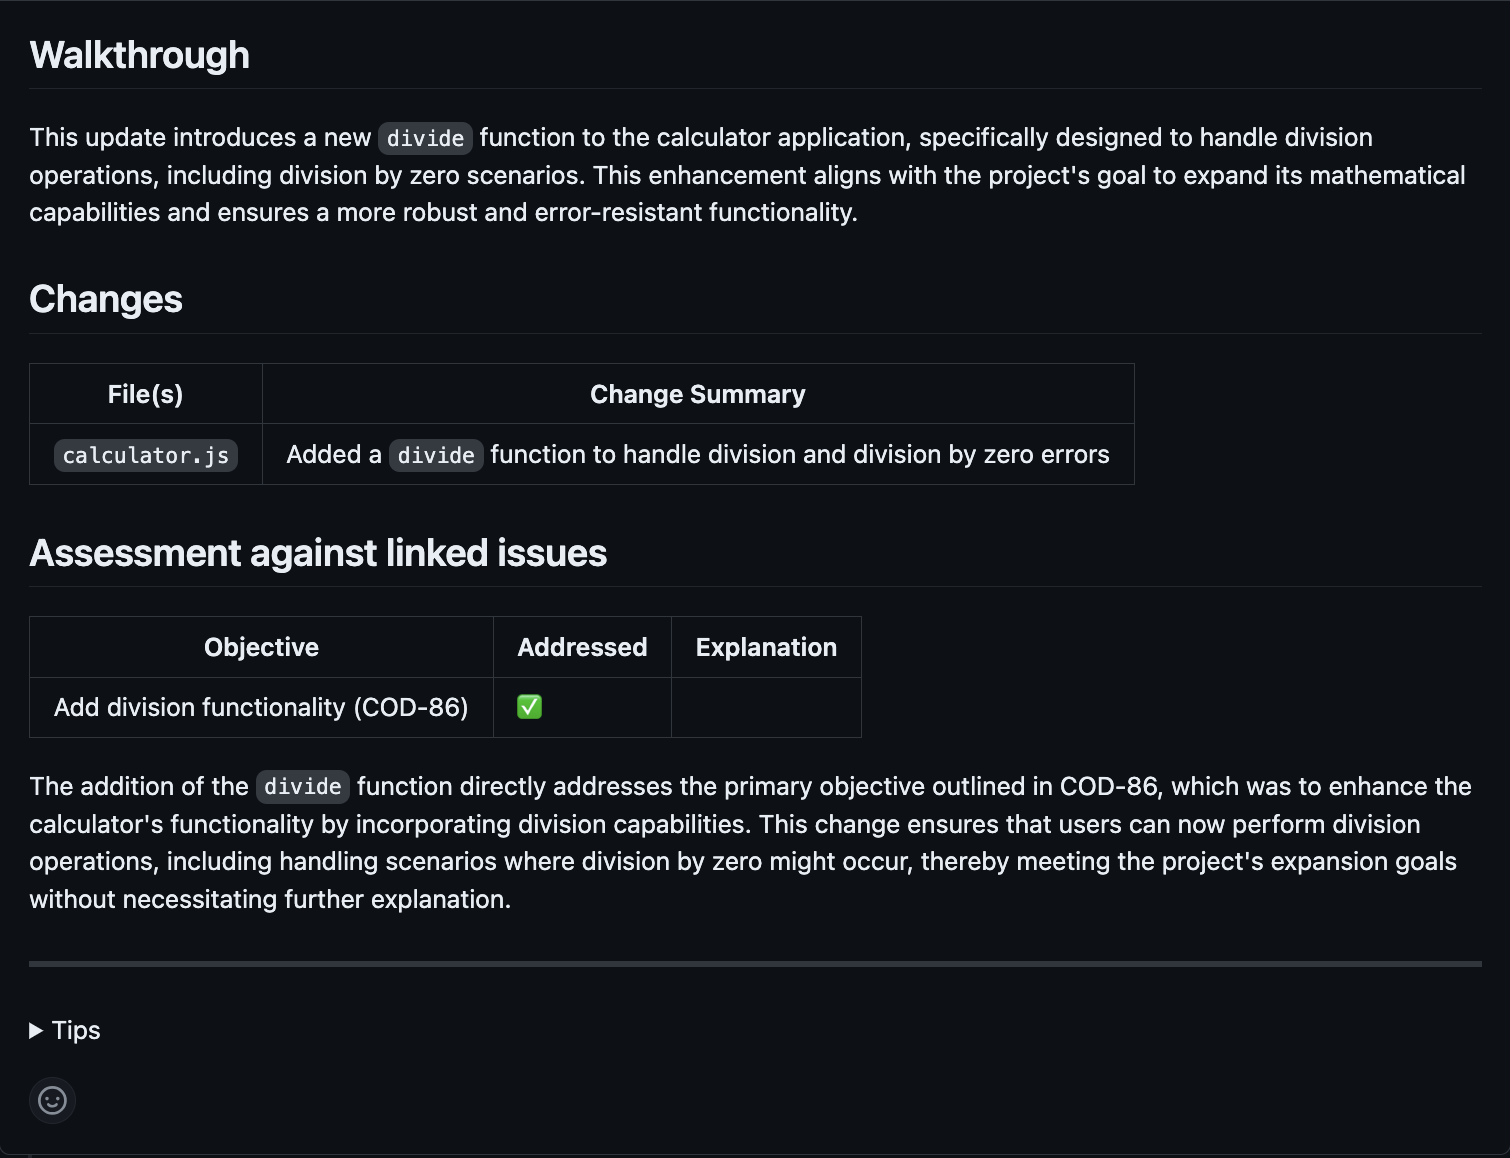 Walkthrough
This update introduces a new divide function to the calculator application, specifically designed to handle division
operations, including division by zero scenarios. This enhancement aligns with the project's goal to expand its mathematical
capabilities and ensures a more robust and error-resistant functionality.
Changes
File(s) Change Summary
calculator.js Added a divide function to handle division and division by zero errors
Assessment against linked issues
Objective Addressed Explanation
Add division functionality (COD-86) ✅
The addition of the divide function directly addresses the primary objective outlined in COD-86, which was to enhance the
calculator's functionality by incorporating division capabilities. This change ensures that users can now perform division
operations, including handling scenarios where division by zero might occur, thereby meeting the project's expansion goals
without necessitating further explanation.
Tips